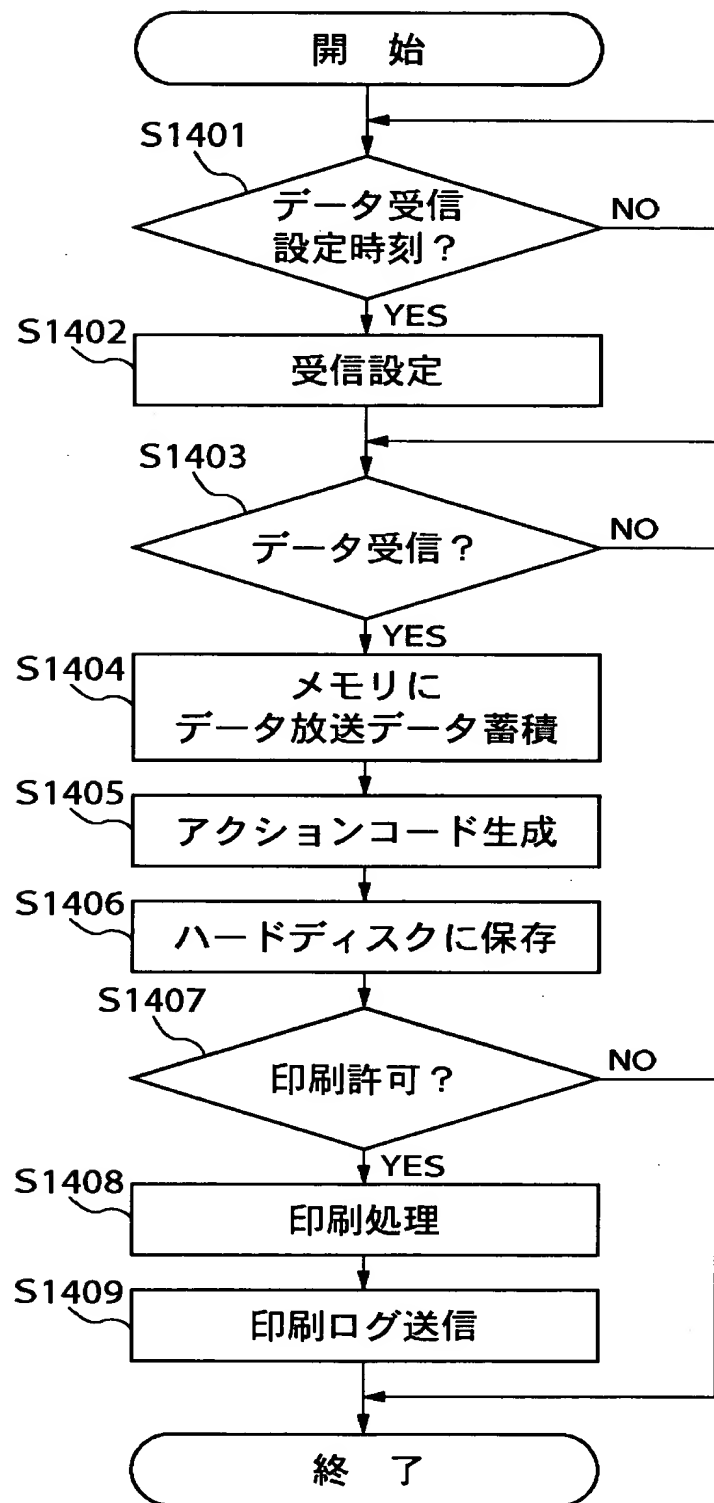 開 始
S1401
データ受信
設定時刻?
NO
YES
S1402
受信設定
S1403
データ受信?
NO
YES
S1404
メモリに
データ放送データ蓄積
S1405
アクションコード生成
S1406
ハードディスクに保存
S1407
印刷許可?
NO
YES
S1408
印刷処理
S1409
印刷ログ送信
終 了